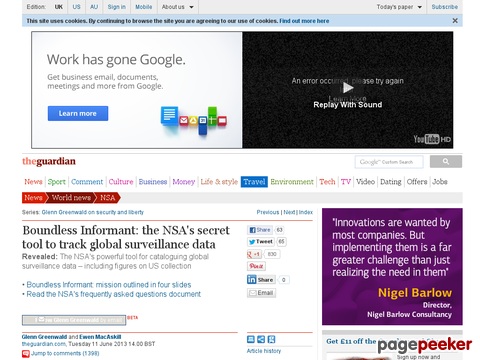 Edition: UK US AU Sign in Mobile About us Today's paper Subscribe
This site uses cookies. By continuing to browse the site you are agreeing to our use of cookies. Find out more here
Work has gone Google.
Get business email, documents,
meetings and more from Google.
Learn more
An error occurred, please try again
Learn More
Replay With Sound
YouTube HD
theguardian
Google Custom Search
News Sport Comment Culture Business Money Life & style Travel Environment Tech TV Video Dating Offers Jobs
News World news NSA
Series: Glenn Greenwald on security and liberty
Previous | Next | Index
Boundless Informant: the NSA's secret
tool to track global surveillance data
Revealed: The NSA's powerful tool for cataloguing global
surveillance data – including figures on US collection
• Boundless Informant: mission outlined in four slides
• Read the NSA's frequently asked questions document
Share 63
Tweet 65
+1 830
Pin it
Share 0
Email
BETA
Glenn Greenwald and Ewen MacAskill
theguardian.com, Tuesday 11 June 2013 14.00 BST
Jump to comments (1398)
Article history
"Innovations are wanted by
most companies. But
implementing them is a far
greater challenge than just
realizing the need in them"
Nigel Barlow
Director,
Nigel Barlow Consultancy
Get £11 off these
pagepeeker